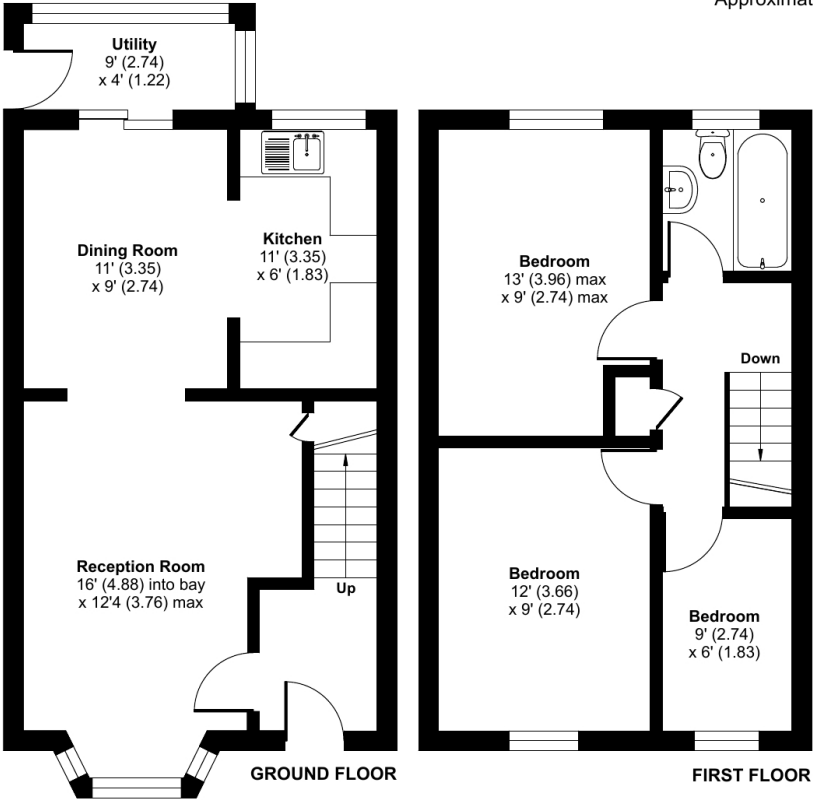 Approximat
Utility
9' (2.74)
x 4' (1.22)
Dining Room
11' (3.35)
x 9' (2.74)
Kitchen
11' (3.35)
x 6' (1.83)
Bedroom
13' (3.96) max
x 9' (2.74) max
Down
Reception Room
16' (4.88) into bay
x 12'4 (3.76) max
Up
Bedroom
12' (3.66)
x 9' (2.74)
Bedroom
9' (2.74)
x 6' (1.83)
GROUND FLOOR
FIRST FLOOR